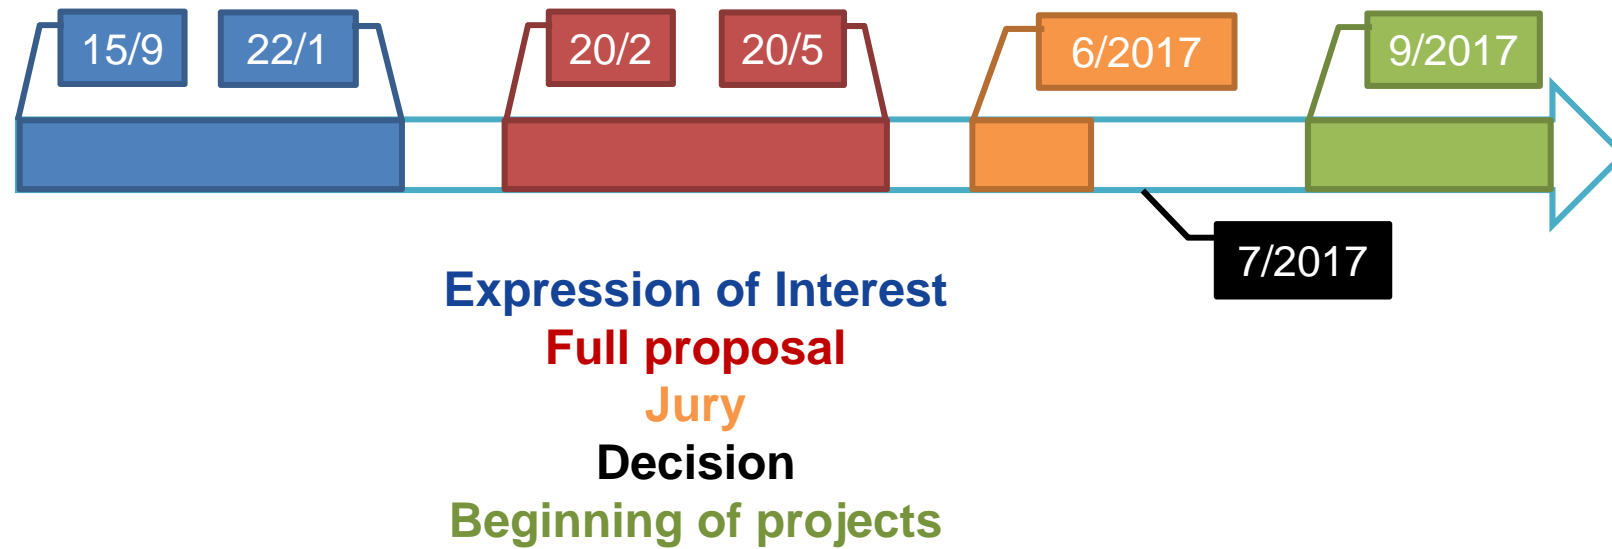 15/9
22/1
20/2
20/5
6/2017
9/2017
7/2017
Expression of Interest
Full proposal
Jury
Decision
Beginning of projects